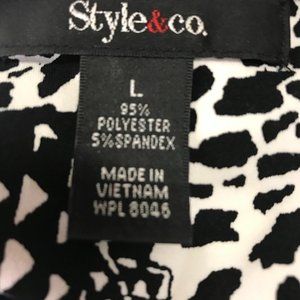 Style&co.
L
95%
POLYESTER
5%SPANDEX
MADE IN
VIETNAM
WPL 8046